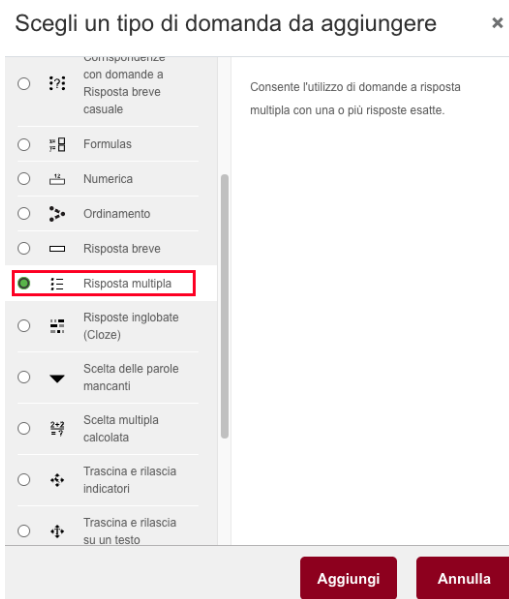 Scegli un tipo di domanda da aggiungere ×
Corrispondenze
con domande a
Risposta breve
casuale
Formulas
Numerica
Ordinamento
Risposta breve
Risposta multipla
Risposte inglobate
(Cloze)
Scelta delle parole
mancanti
Scelta multipla
calcolata
Trascina e rilascia
indicatori
Trascina e rilascia
su un testo
Consente l'utilizzo di domande a risposta
multipla con una o più risposte esatte.
Aggiungi
Annulla